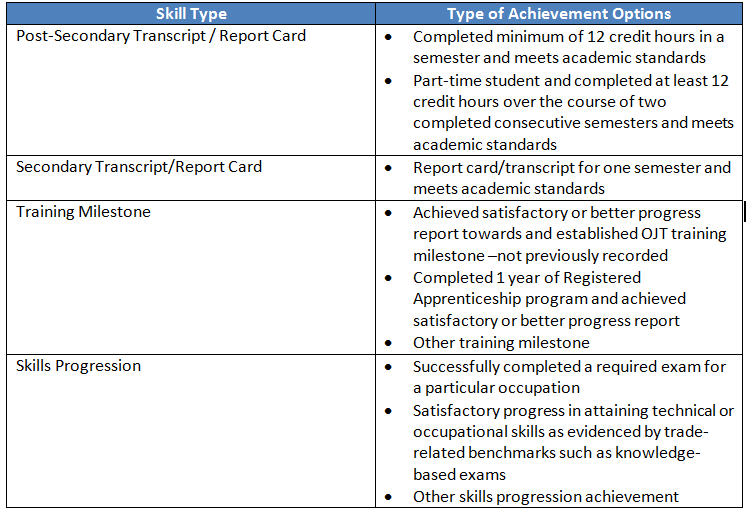 Skill Type
Type of Achievement Options
Post-Secondary Transcript / Report Card
• Completed minimum of 12 credit hours in a
semester and meets academic standards
• Part-time student and completed at least 12
credit hours over the course of two
completed consecutive semesters and meets
academic standards
Secondary Transcript/Report Card
• Report card/transcript for one semester and
meets academic standards
Training Milestone
• Achieved satisfactory or better progress
report towards and established OJT training
milestone –not previously recorded
• Completed 1 year of Registered
Apprenticeship program and achieved
satisfactory or better progress report
• Other training milestone
Skills Progression
• Successfully completed a required exam for
a particular occupation
• Satisfactory progress in attaining technical or
occupational skills as evidenced by trade-
related benchmarks such as knowledge-
based exams
• Other skills progression achievement